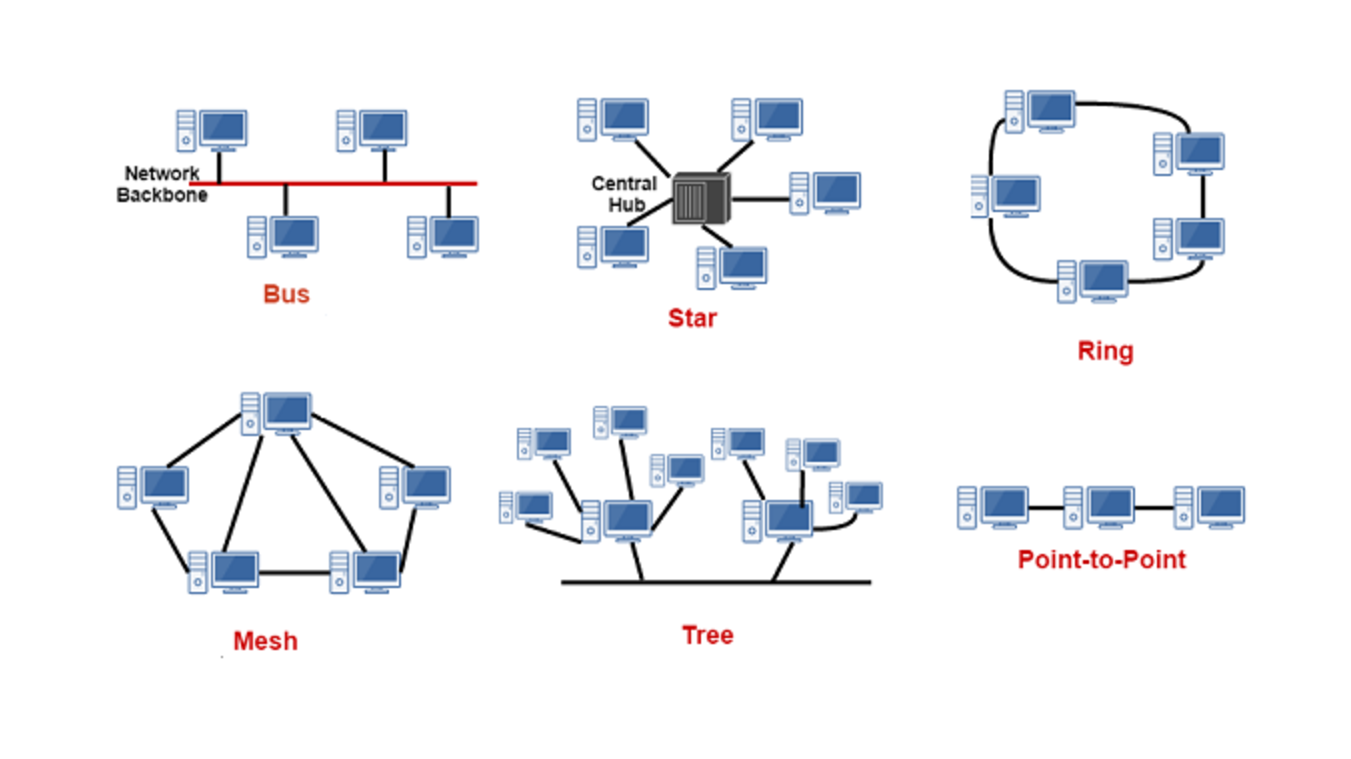 Network
Backbone
Bus
Central
Hub
Star
Ring
Mesh
Tree
Point-to-Point